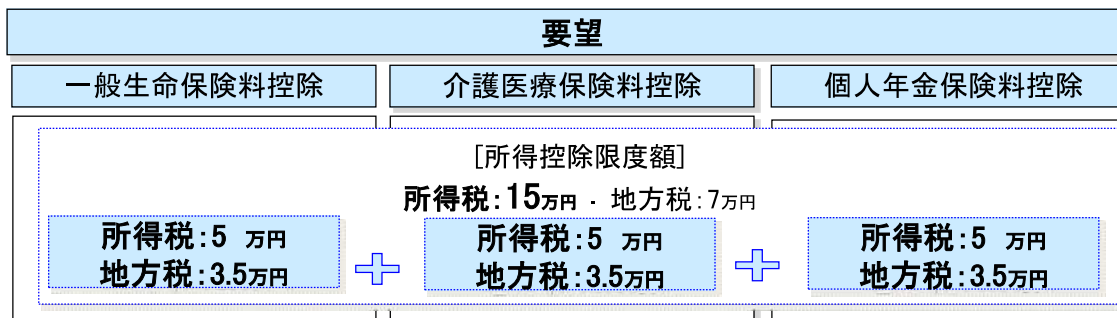 要望
一般生命保険料控除
介護医療保険料控除
個人年金保険料控除
[所得控除限度額]
所得税:15万円 ・ 地方税:7万円
所得税:5 万円
地方税:3.5万円
所得税:5 万円
地方税:3.5万円
所得税:5 万円
地方税:3.5万円